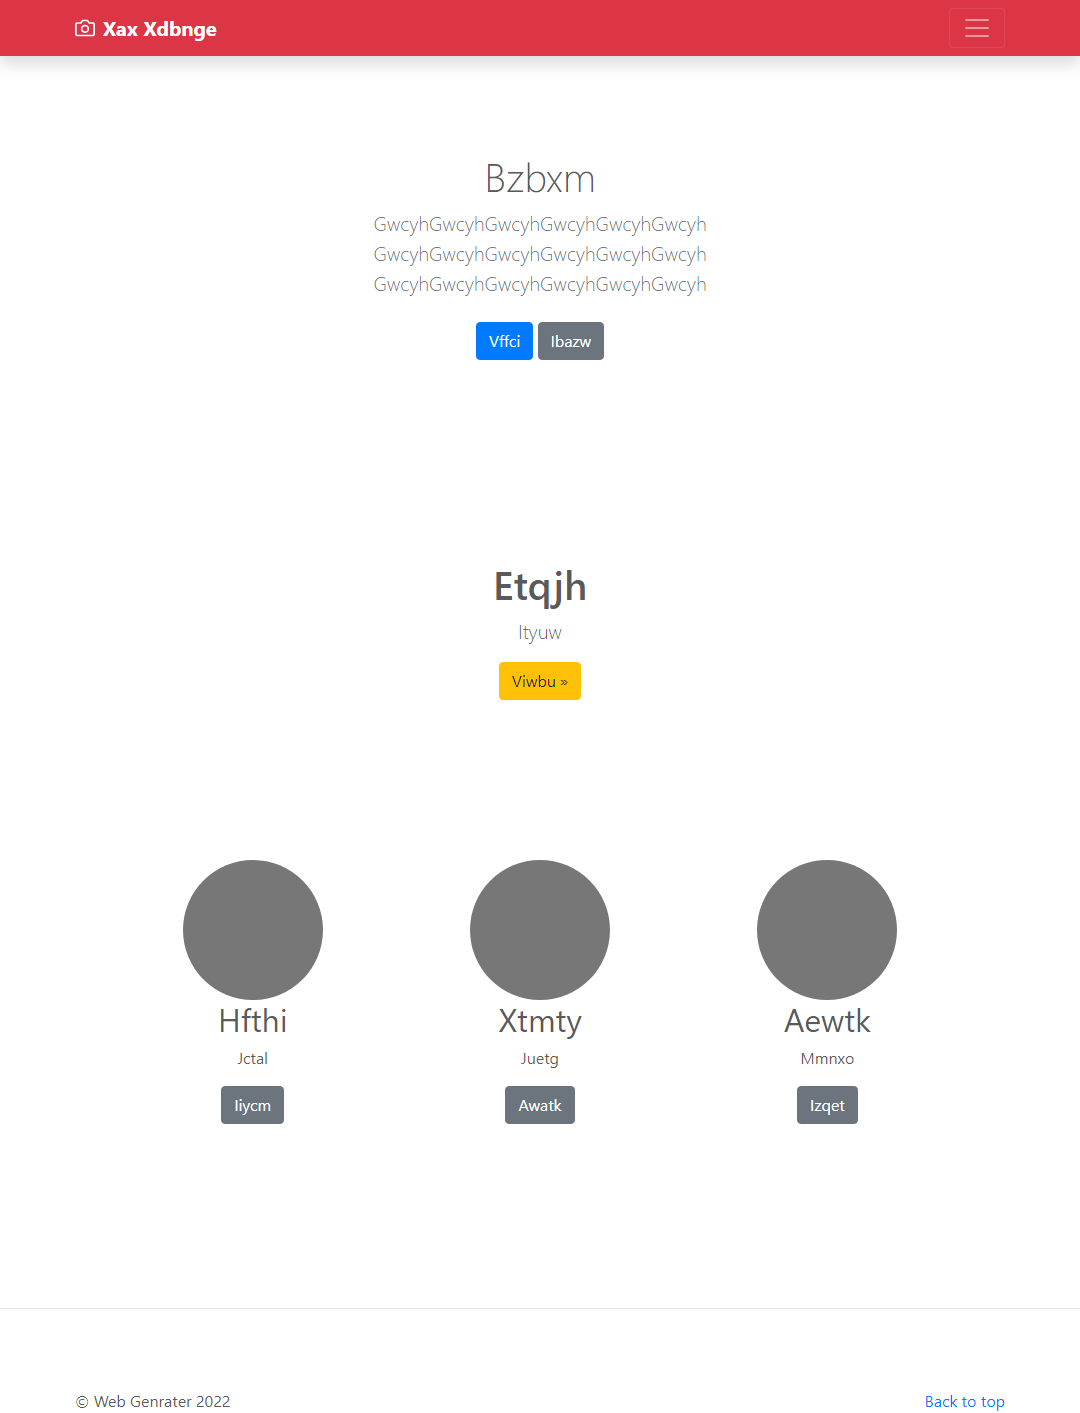 Xax Xdbnge
Bzbxm
GwcyhGwcyhGwcyhGwcyhGwcyhGwcyh
GwcyhGwcyhGwcyhGwcyhGwcyhGwcyh
GwcyhGwcyhGwcyhGwcyhGwcyhGwcyh
Vffci Ibazw
Etqjh
Ityuw
Viwbu »
Hfthi Xtmty Aewtk
Jctal Juetg Mmnxo
Iiycm Awatk Izqet
© Web Genrater 2022 Back to top